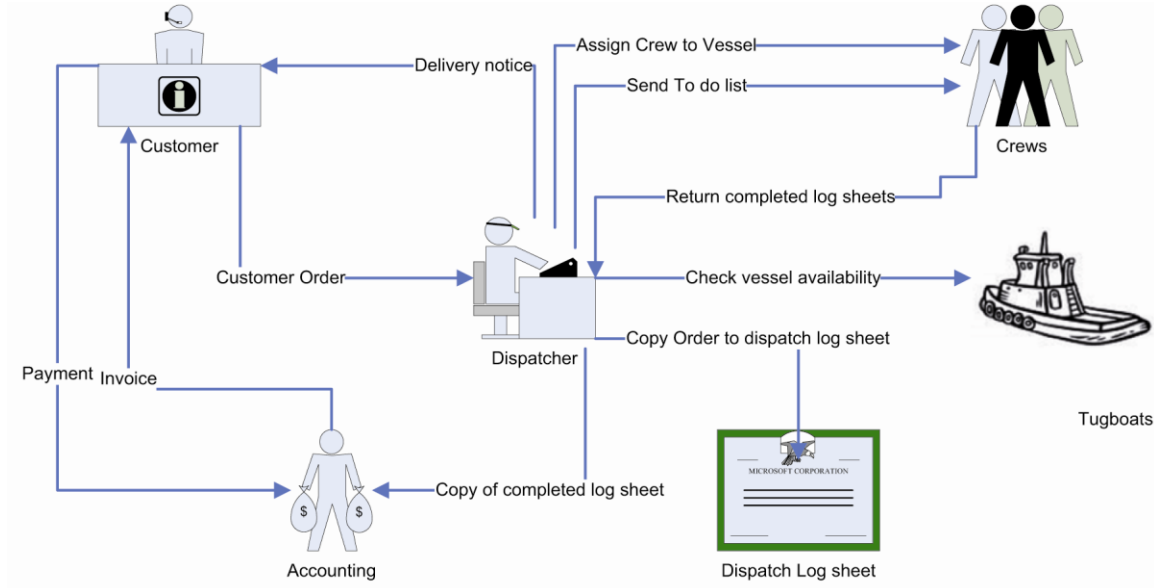 Assign Crew to Vessel
Delivery notice
Send To do list
Customer
Crews
Return completed log sheets
Customer Order
Check vessel availability
Copy Order to dispatch log sheet
Dispatcher
Payment
Invoice
Tugboats
MICROSOFT CORPORATION
Copy of completed log sheet
$
$
Accounting
Dispatch Log sheet